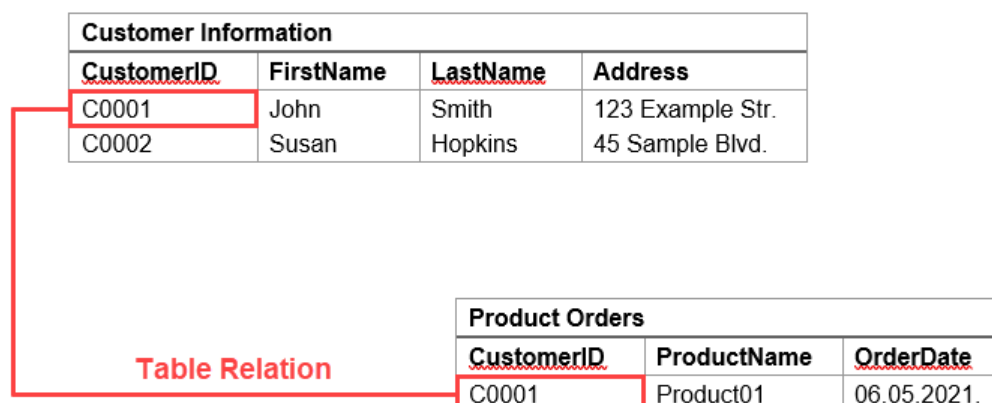 Customer Information
CustomerID FirstName LastName Address
C0001 John Smith 123 Example Str.
C0002 Susan Hopkins 45 Sample Blvd.
Product Orders
Table Relation
CustomerID ProductName OrderDate
C0001 Product01 06.05.2021.